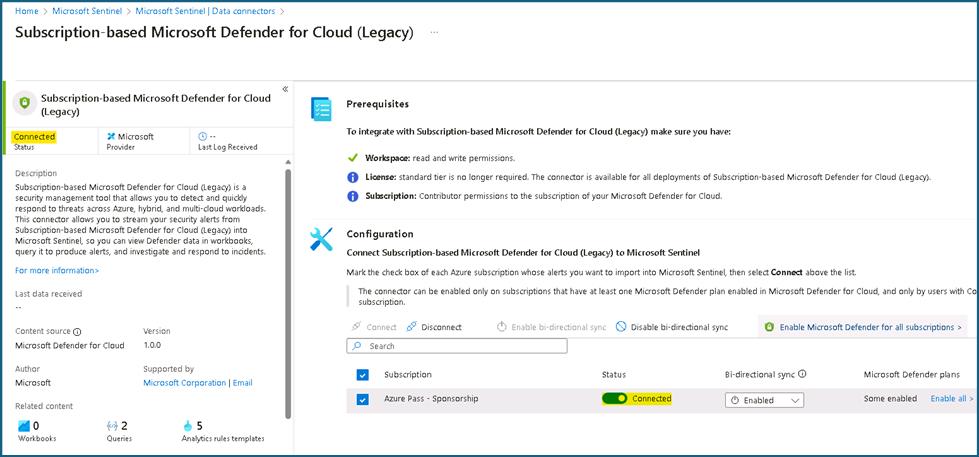 Home > Microsoft Sentinel > Microsoft Sentinel | Data connectors >
Subscription-based Microsoft Defender for Cloud (Legacy) ...
«
Subscription-based Microsoft Defender for Cloud
(Legacy)
Connected
Status
Microsoft
Provider
--
Last Log Received
Description
Subscription-based Microsoft Defender for Cloud (Legacy) is a
security management tool that allows you to detect and quickly
respond to threats across Azure, hybrid, and multi-cloud workloads.
This connector allows you to stream your security alerts from
Subscription-based Microsoft Defender for Cloud (Legacy) into
Microsoft Sentinel, so you can view Defender data in workbooks,
query it to produce alerts, and investigate and respond to incidents.
For more information>
Last data received
--
Content source
Microsoft Defender for Cloud
Version
1.0.0
Author
Microsoft
Supported by
Microsoft Corporation | Email
Related content
0
Workbooks
2
Queries
5
Analytics rules templates
Prerequisites
To integrate with Subscription-based Microsoft Defender for Cloud (Legacy) make sure you have:
Workspace: read and write permissions.
License: standard tier is no longer required. The connector is available for all deployments of Subscription-based Microsoft Defender for Cloud (Legacy).
Subscription: Contributor permissions to the subscription of your Microsoft Defender for Cloud.
Configuration
Connect Subscription-based Microsoft Defender for Cloud (Legacy) to Microsoft Sentinel
Mark the check box of each Azure subscription whose alerts you want to import into Microsoft Sentinel, then select Connect above the list.
The connector can be enabled only on subscriptions that have at least one Microsoft Defender plan enabled in Microsoft Defender for Cloud, and only by users with Co
subscription.
Connect Disconnect Enable bi-directional sync Disable bi-directional sync Enable Microsoft Defender for all subscriptions >
Search
Subscription Status Bi-directional sync Microsoft Defender plans
Azure Pass - Sponsorship Connected Enabled Some enabled Enable all >